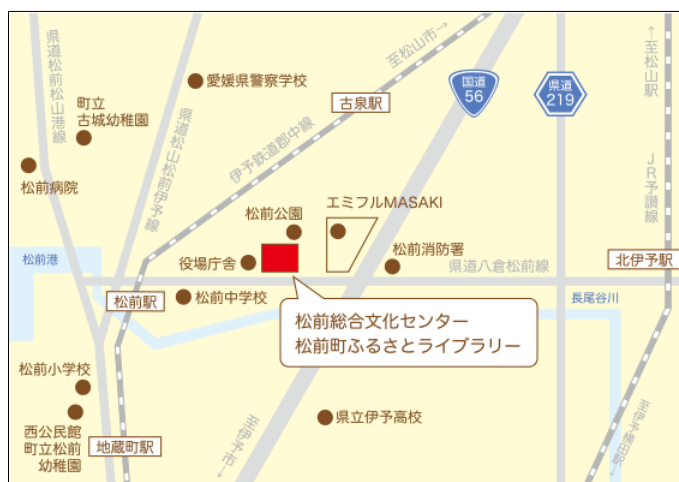 県道松前松山港線
町立
古城幼稚園
愛媛県警察学校
至松山市→
古泉駅
国道
56
県道
219
←至松山駅
県道松山松前伊予線
伊予鉄道郡中線
JR予讃線
松前病院
松前公園
エミフルMASAKI
松前港
役場庁舎
松前消防署
県道八倉松前線
北伊予駅
松前駅
松前中学校
長尾谷川
松前総合文化センター
松前町ふるさとライブラリー
松前小学校
西公民館
町立松前
幼稚園
地蔵町駅
県立伊予高校
至伊予市→
至伊予横田駅→